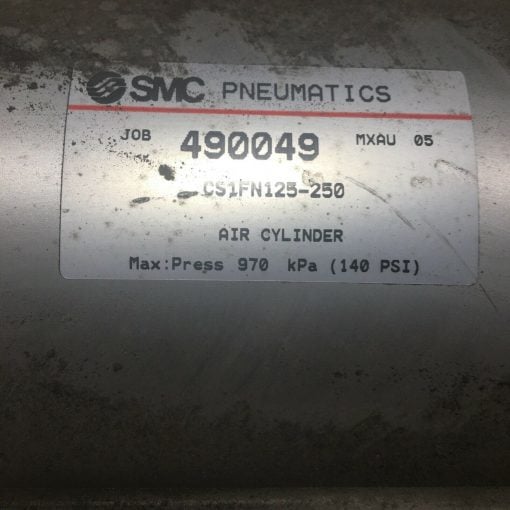 SMC PNEUMATICS
JOB 490049 MXAU 05
CS1FN125-250
AIR CYLINDER
Max:Press 970 kPa (140 PSI)